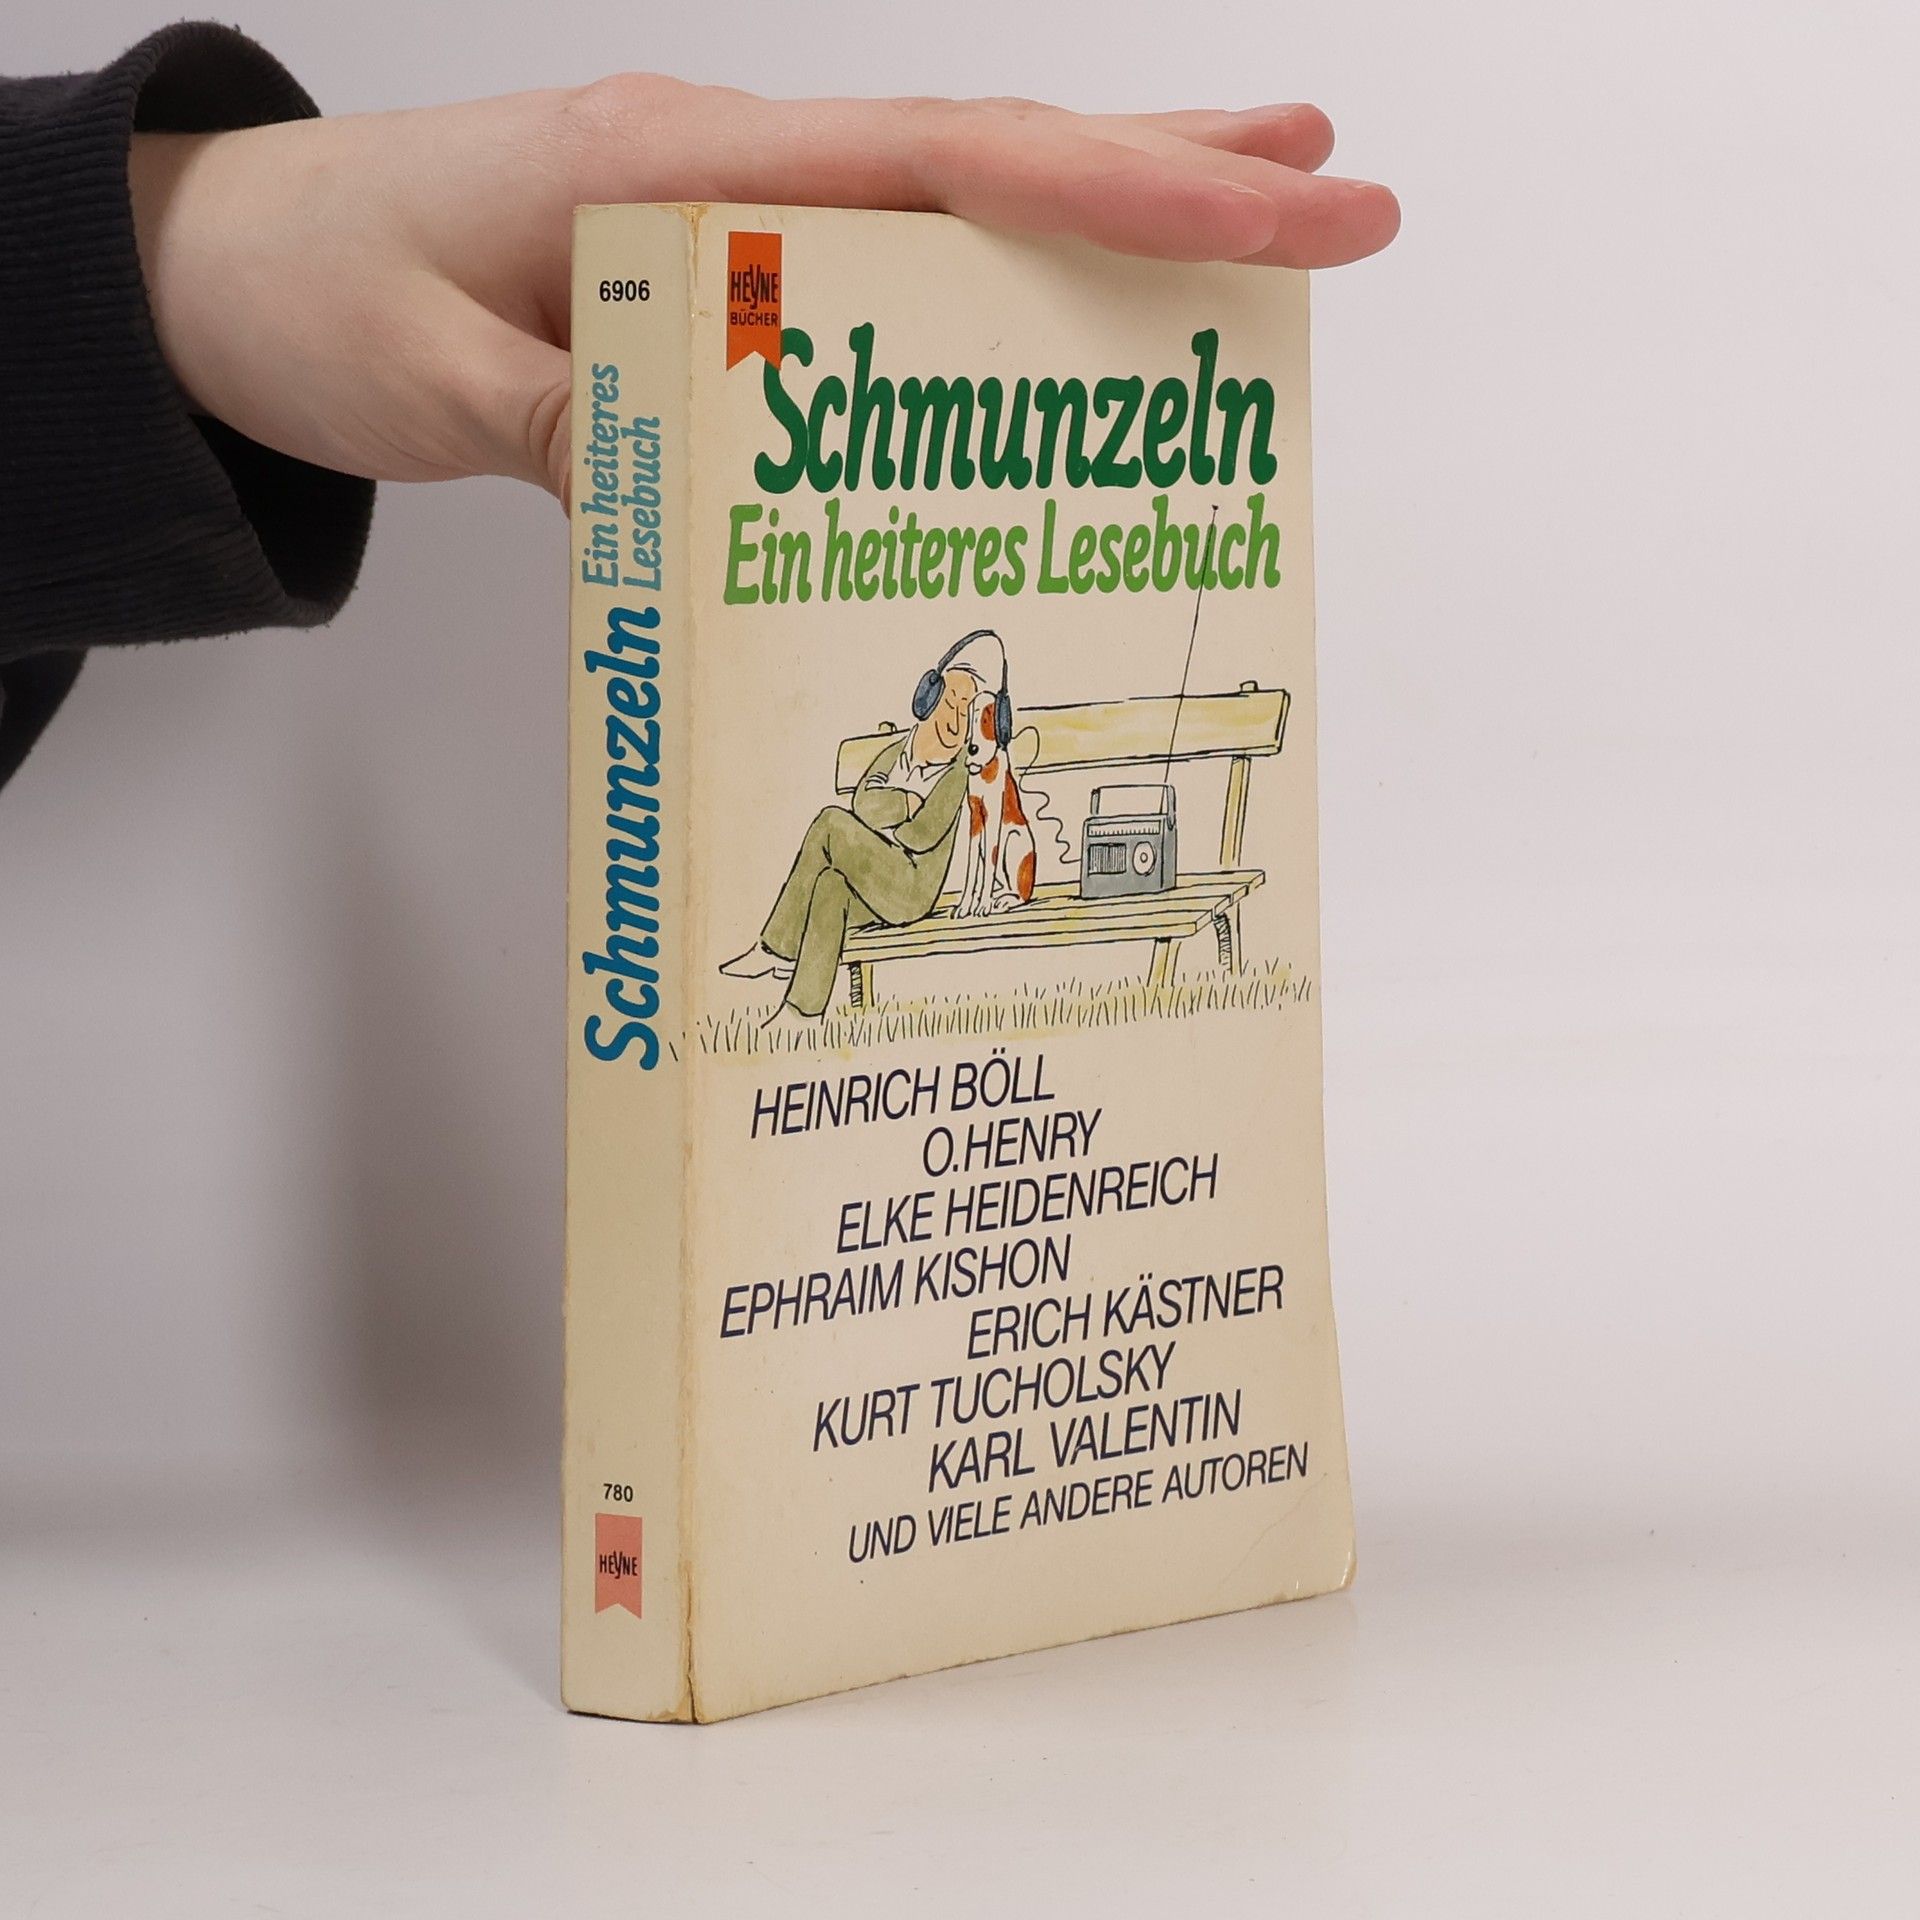 6906
Ein heiteres
Lesebuch
Schmunzeln
780
HEYNE
HEYNE
BÜCHER
Schmunzeln
Ein heiteres Lesebuch
HEINRICH BÖLL
O.HENRY
ELKE HEIDENREICH
EPHRAIM KISHON
ERICH KÄSTNER
KURT TUCHOLSKY
KARL VALENTIN
UND VIELE ANDERE AUTOREN